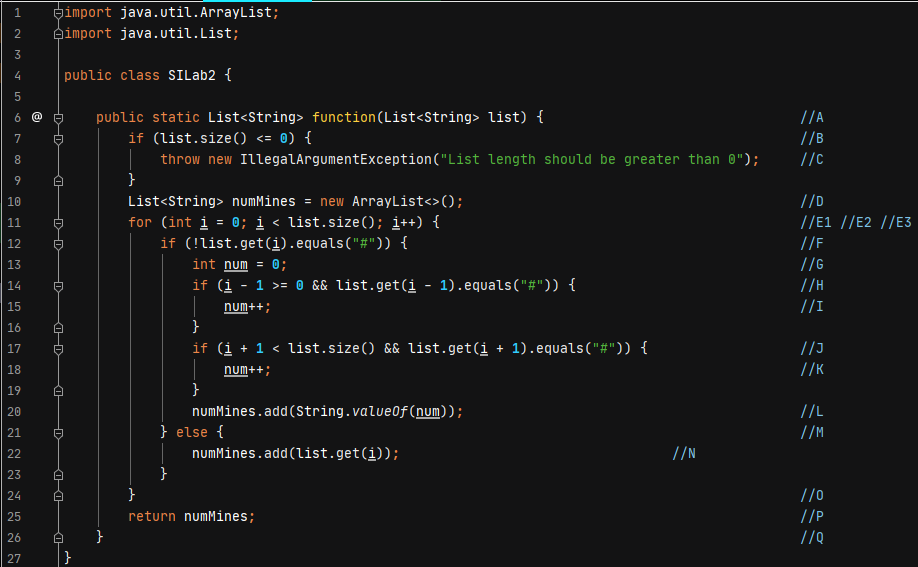 1 import java.util.ArrayList;
2 import java.util.List;
3
4 public class SILab2 {
5
6 @ public static List<String> function(List<String> list) { //A
7 if (list.size() <= 0) { //B
8 throw new IllegalArgumentException("List length should be greater than 0"); //C
9 }
10 List<String> numMines = new ArrayList<>(); //D
11 for (int i = 0; i < list.size(); i++) { //E1 //E2 //E3
12 if (!list.get(i).equals("#")) { //F
13 int num = 0; //G
14 if (i - 1 >= 0 && list.get(i - 1).equals("#")) { //H
15 num++; //I
16 }
17 if (i + 1 < list.size() && list.get(i + 1).equals("#")) { //J
18 num++; //K
19 }
20 numMines.add(String.valueOf(num)); //L
21 } else { //M
22 numMines.add(list.get(i)); //N
23 }
24 } //O
25 return numMines; //P
26 } //Q
27 }